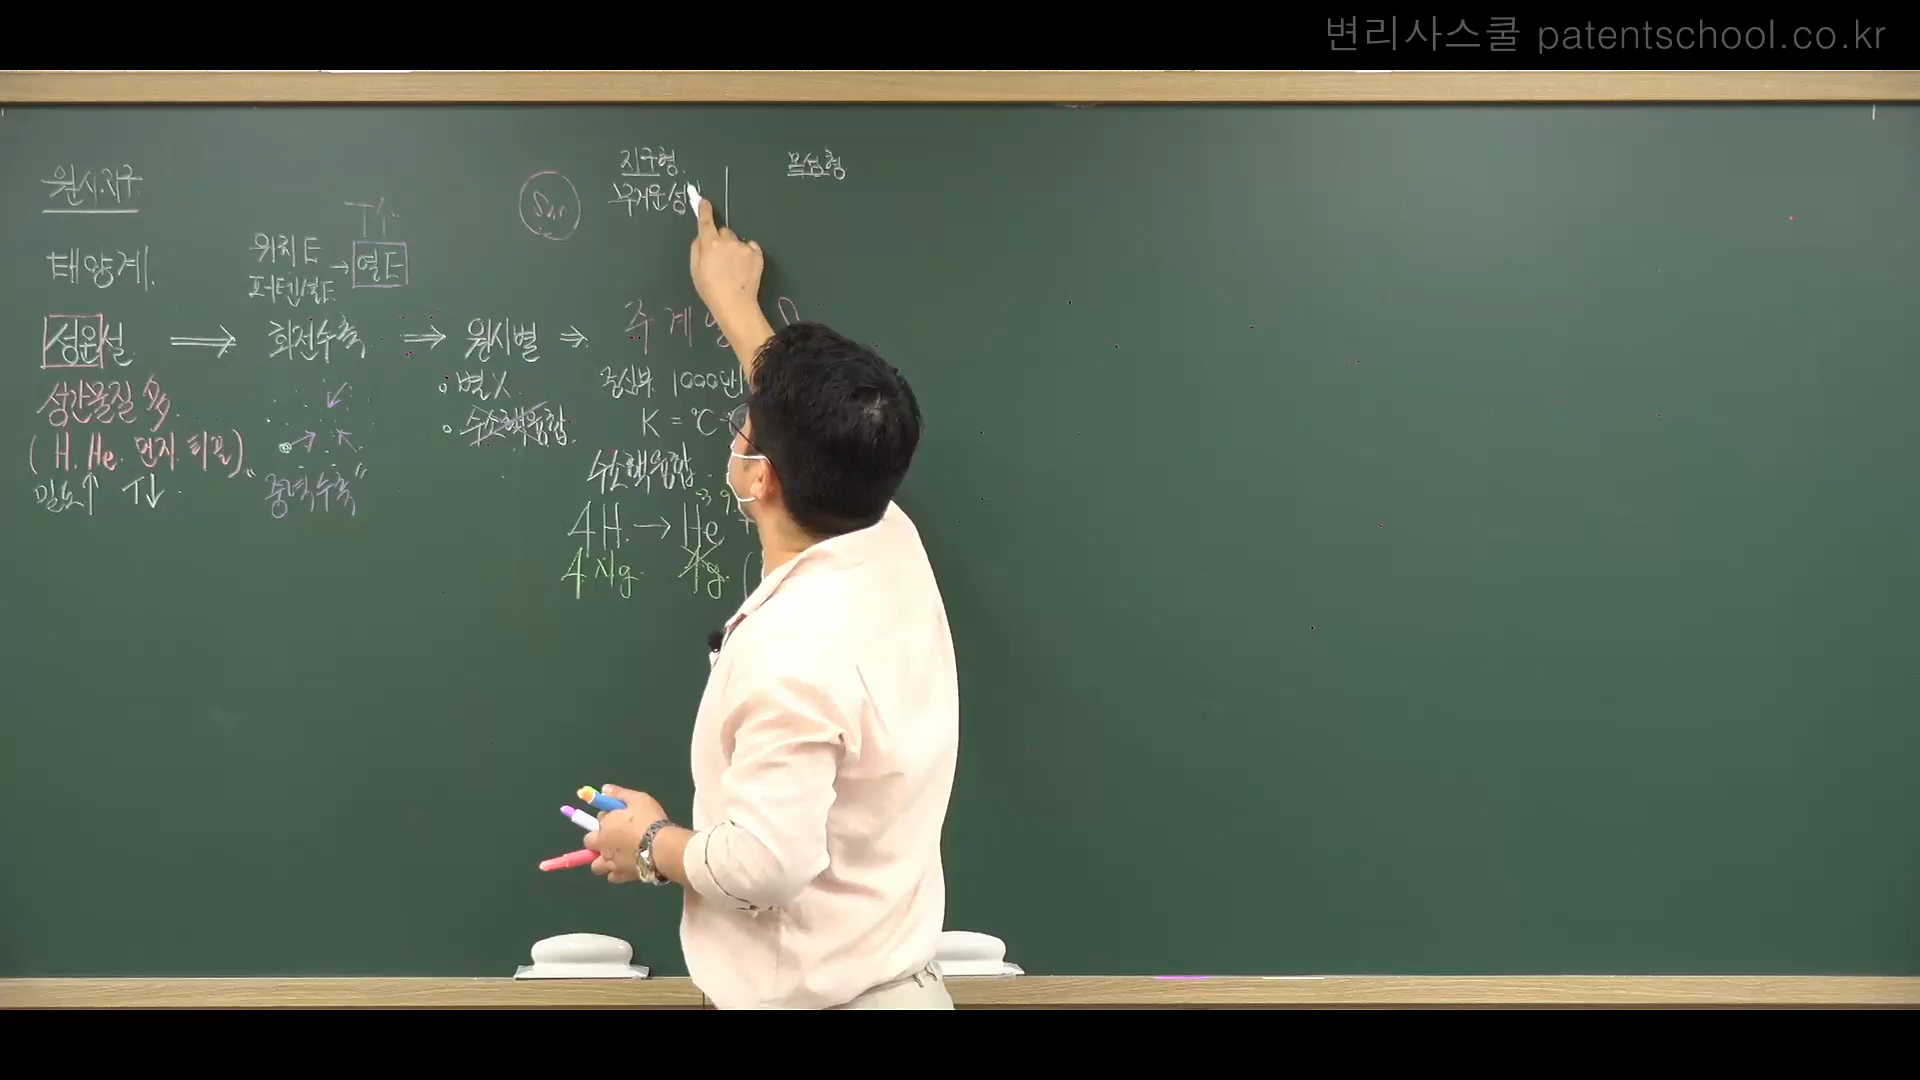 변리사스쿨 patentschool.co.kr
원시지구
태양계.
성운설 ⟹ 회전수축 ⟹ 원시별 ⟹ 주계열
성간물질 多.
(H. He. 먼지. 티끌)
밀도↑ T↓.
T↑
위치E
퍼텐셜E → 열E
"중력수축"
∘ 별X.
∘ 수소핵융합.
Sun.
지구형.
무거운성
목성형
중심부 1000만
K = ℃
수소핵융합.
4H → He
4×1g. 4g.